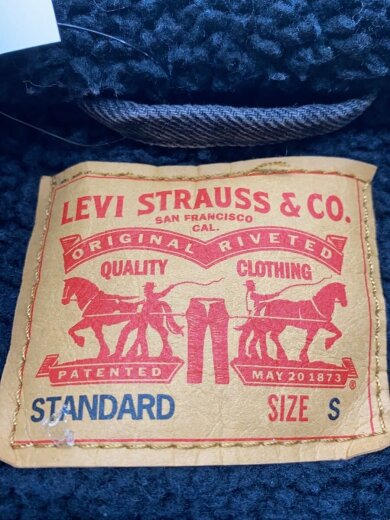 LEVI STRAUSS & CO.
SAN FRANCISCO
CAL.
ORIGINAL RIVETED
QUALITY CLOTHING
PATENTED MAY 20 1873 ®
STANDARD SIZE S